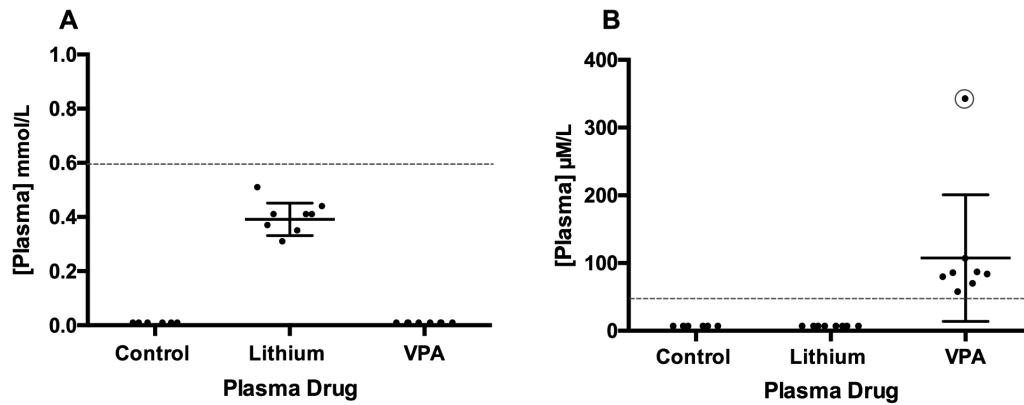 A
[Plasma] mmol/L
1.0
0.8
0.6
0.4
0.2
0.0
Control Lithium VPA
Plasma Drug
B
[Plasma] µM/L
400
300
200
100
0
Control Lithium VPA
Plasma Drug